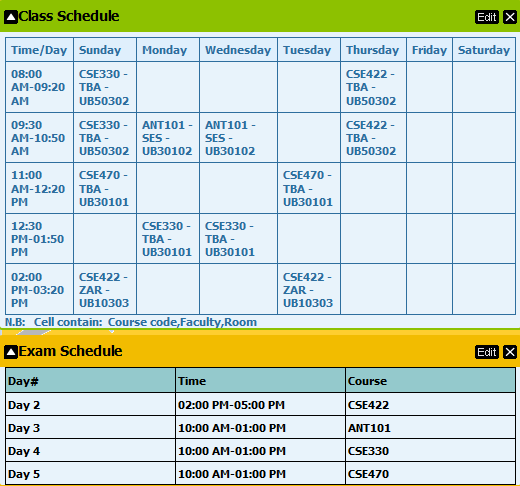 Class Schedule Edit
Time/Day Sunday Monday Wednesday Tuesday Thursday Friday Saturday
08:00 CSE330 - CSE422 -
AM-09:20 TBA - TBA -
AM UB50302 UB50302
09:30 CSE330 - ANT101 - ANT101 - CSE422 -
AM-10:50 TBA - SES - SES - TBA -
AM UB50302 UB30102 UB30102 UB50302
11:00 CSE470 - CSE470 -
AM-12:20 TBA - TBA -
PM UB30101 UB30101
12:30 CSE330 - CSE330 -
PM-01:50 TBA - TBA -
PM UB30101 UB30101
02:00 CSE422 - CSE422 -
PM-03:20 ZAR - ZAR -
PM UB10303 UB10303
N.B: Cell contain: Course code,Faculty,Room
Exam Schedule Edit
Day# Time Course
Day 2 02:00 PM-05:00 PM CSE422
Day 3 10:00 AM-01:00 PM ANT101
Day 4 10:00 AM-01:00 PM CSE330
Day 5 10:00 AM-01:00 PM CSE470